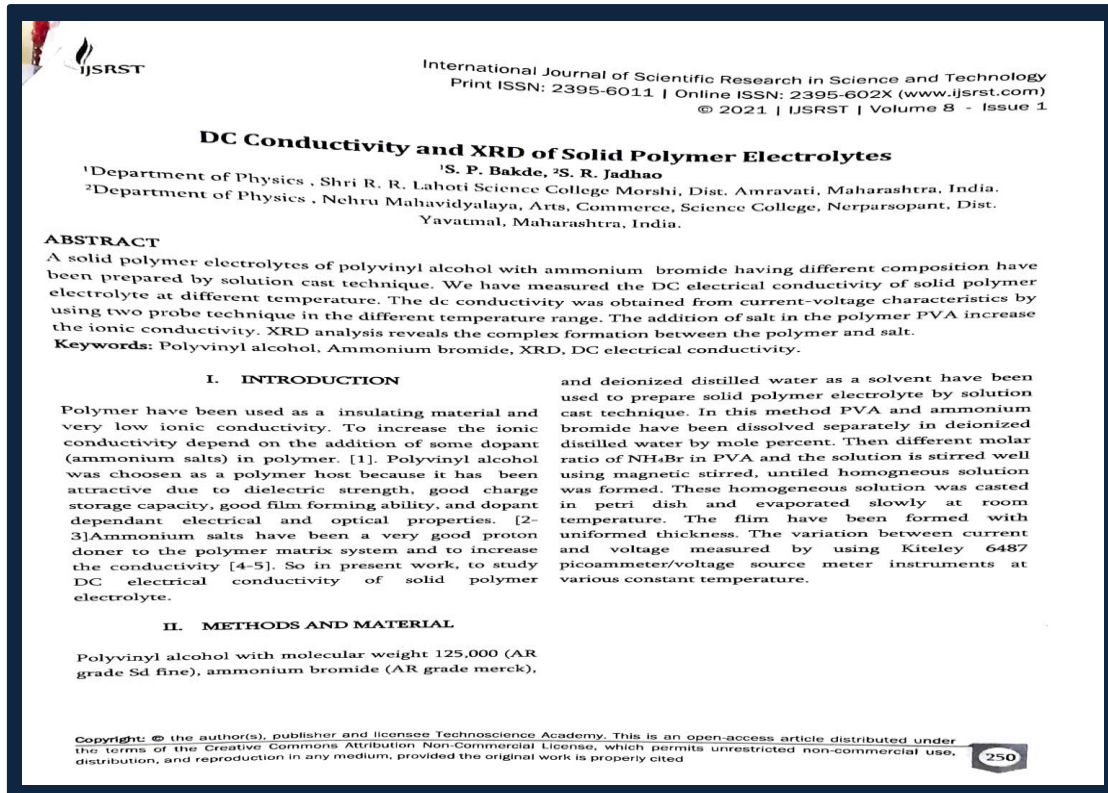 IJSRST
International Journal of Scientific Research in Science and Technology
Print ISSN: 2395-6011 | Online ISSN: 2395-602X (www.ijsrst.com)
© 2021 | IJSRST | Volume 8 - Issue 1
DC Conductivity and XRD of Solid Polymer Electrolytes
¹S. P. Bakde, ²S. R. Jadhao
¹Department of Physics , Shri R. R. Lahoti Science College Morshi, Dist. Amravati, Maharashtra, India.
²Department of Physics , Nehru Mahavidyalaya, Arts, Commerce, Science College, Nerparsopant, Dist.
Yavatmal, Maharashtra, India.
ABSTRACT
A solid polymer electrolytes of polyvinyl alcohol with ammonium bromide having different composition have
been prepared by solution cast technique. We have measured the DC electrical conductivity of solid polymer
electrolyte at different temperature. The dc conductivity was obtained from current-voltage characteristics by
using two probe technique in the different temperature range. The addition of salt in the polymer PVA increase
the ionic conductivity. XRD analysis reveals the complex formation between the polymer and salt.
Keywords: Polyvinyl alcohol, Ammonium bromide, XRD, DC electrical conductivity.
I. INTRODUCTION
Polymer have been used as a insulating material and
very low ionic conductivity. To increase the ionic
conductivity depend on the addition of some dopant
(ammonium salts) in polymer. [1]. Polyvinyl alcohol
was choosen as a polymer host because it has been
attractive due to dielectric strength, good charge
storage capacity, good film forming ability, and dopant
dependant electrical and optical properties. [2-
3]Ammonium salts have been a very good proton
doner to the polymer matrix system and to increase
the conductivity [4-5]. So in present work, to study
DC electrical conductivity of solid polymer
electrolyte.
II. METHODS AND MATERIAL
Polyvinyl alcohol with molecular weight 125,000 (AR
grade Sd fine), ammonium bromide (AR grade merck),
and deionized distilled water as a solvent have been
used to prepare solid polymer electrolyte by solution
cast technique. In this method PVA and ammonium
bromide have been dissolved separately in deionized
distilled water by mole percent. Then different molar
ratio of NH₄Br in PVA and the solution is stirred well
using magnetic stirred, untiled homogneous solution
was formed. These homogeneous solution was casted
in petri dish and evaporated slowly at room
temperature. The flim have been formed with
uniformed thickness. The variation between current
and voltage measured by using Kiteley 6487
picoammeter/voltage source meter instruments at
various constant temperature.
Copyright: © the author(s), publisher and licensee Technoscience Academy. This is an open-access article distributed under
the terms of the Creative Commons Attribution Non-Commercial License, which permits unrestricted non-commercial use,
distribution, and reproduction in any medium, provided the original work is properly cited
250